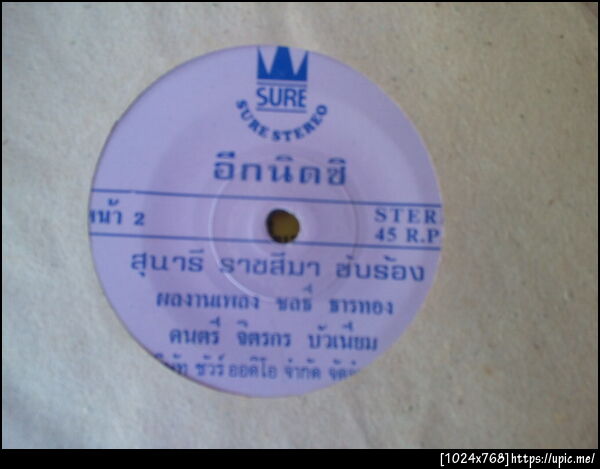 SURE
SURE STEREO
อีกนิดซิ
หน้า 2
STER
45 R.P
สุนารี ราชสีมา ขับร้อง
ผลงานเพลง ชลธี ธารทอง
ดนตรี จิตรกร บัวเนียม
ษัท ชัวร์ ออดิโอ จำกัด จัด
[1024x768]https://upic.me/